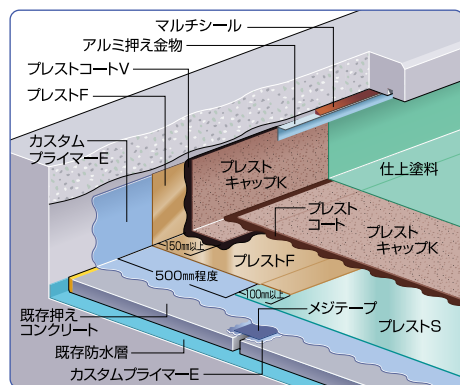 マルチシール
アルミ押え金物
プレストコートV
プレストF
カスタム
プライマーE
プレスト
キャップK
仕上塗料
プレスト
コート
プレスト
キャップK
150㎜以上
プレストF
500㎜程度
100㎜以上
メジテープ
プレストS
既存押え
コンクリート
既存防水層
カスタムプライマーE